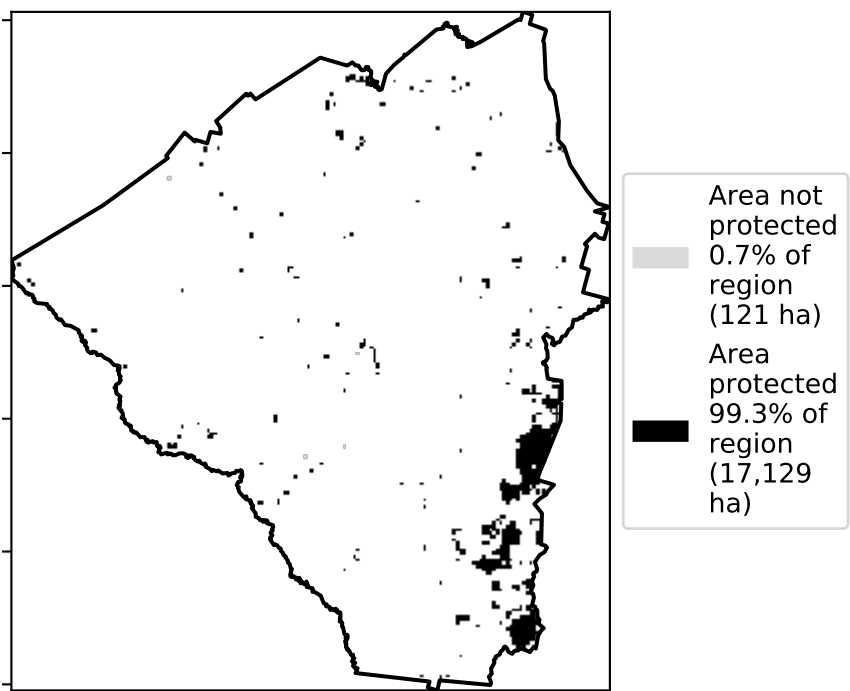 Area not
protected
0.7% of
region
(121 ha)
Area
protected
99.3% of
region
(17,129
ha)